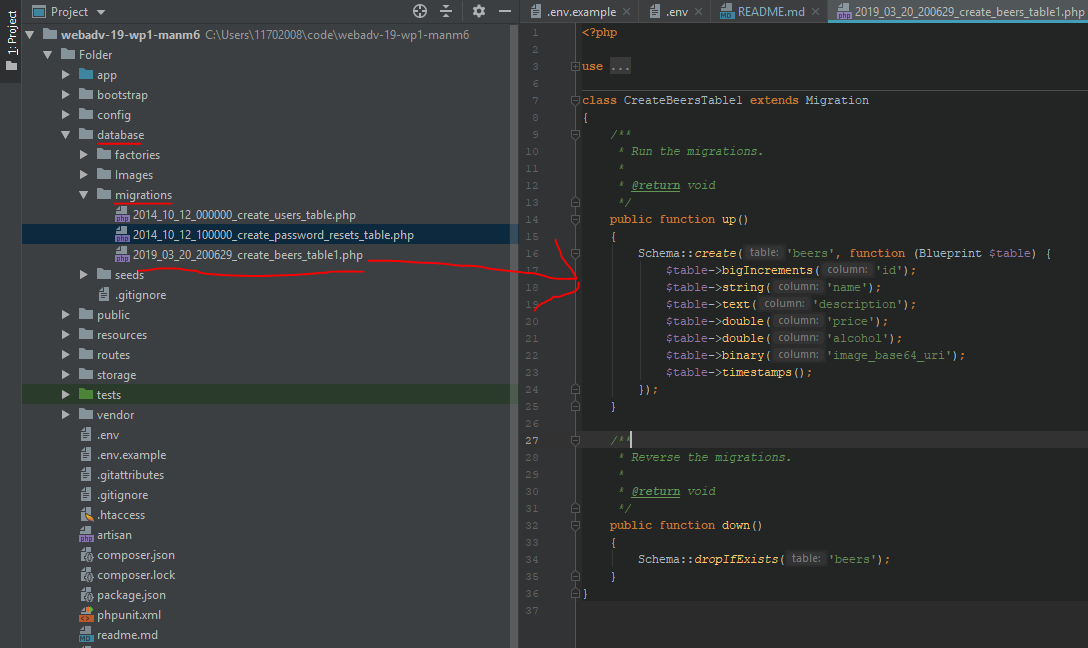 1: Project
Project
webadv-19-wp1-manm6 C:\Users\11702008\code\webadv-19-wp1-manm6
Folder
app
bootstrap
config
database
factories
Images
migrations
2014_10_12_000000_create_users_table.php
2014_10_12_100000_create_password_resets_table.php
2019_03_20_200629_create_beers_table1.php
seeds
.gitignore
public
resources
routes
storage
tests
vendor
.env
.env.example
.gitattributes
.gitignore
.htaccess
artisan
composer.json
composer.lock
package.json
phpunit.xml
readme.md
.env.example .env README.md 2019_03_20_200629_create_beers_table1.php
1 <?php
2
3 use ...
6
7 class CreateBeersTable1 extends Migration
8 {
9 /**
10 * Run the migrations.
11 *
12 * @return void
13 */
14 public function up()
15 {
16 Schema::create( table: 'beers', function (Blueprint $table) {
17 $table->bigIncrements( column: 'id');
18 $table->string( column: 'name');
19 $table->text( column: 'description');
20 $table->double( column: 'price');
21 $table->double( column: 'alcohol');
22 $table->binary( column: 'image_base64_uri');
23 $table->timestamps();
24 });
25 }
26
27 /**
28 * Reverse the migrations.
29 *
30 * @return void
31 */
32 public function down()
33 {
34 Schema::dropIfExists( table: 'beers');
35 }
36 }
37